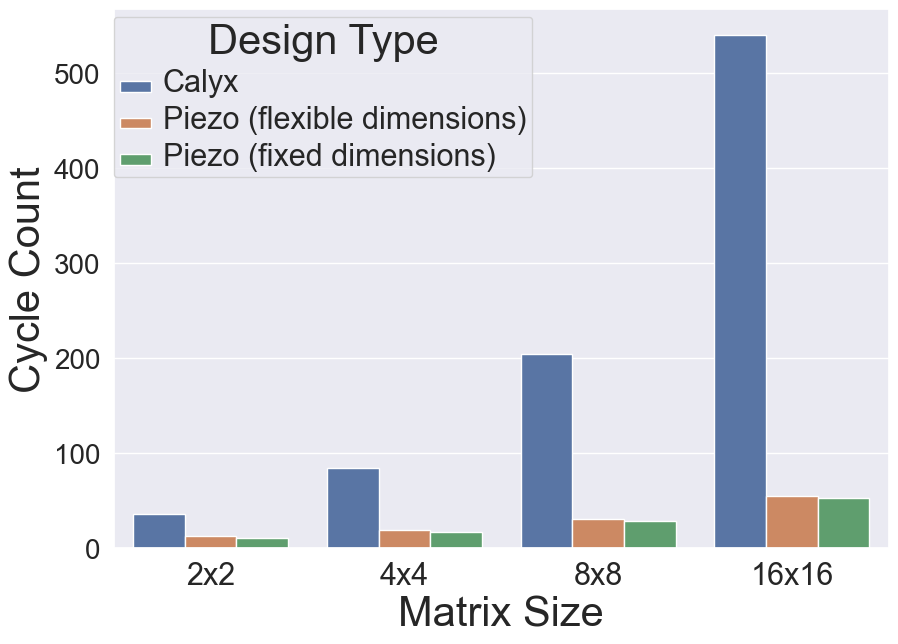 Design Type
Calyx
Piezo (flexible dimensions)
Piezo (fixed dimensions)
Cycle Count
500
400
300
200
100
0
2x2 4x4 8x8 16x16
Matrix Size